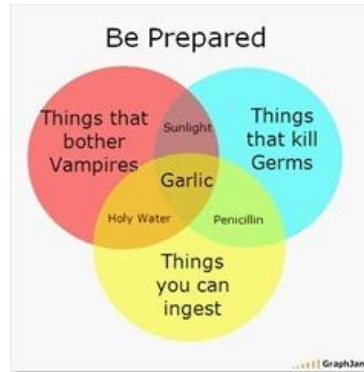 Be Prepared
Things that
bother
Vampires
Sunlight
Things
that kill
Germs
Garlic
Holy Water
Penicillin
Things
you can
ingest
GraphJam